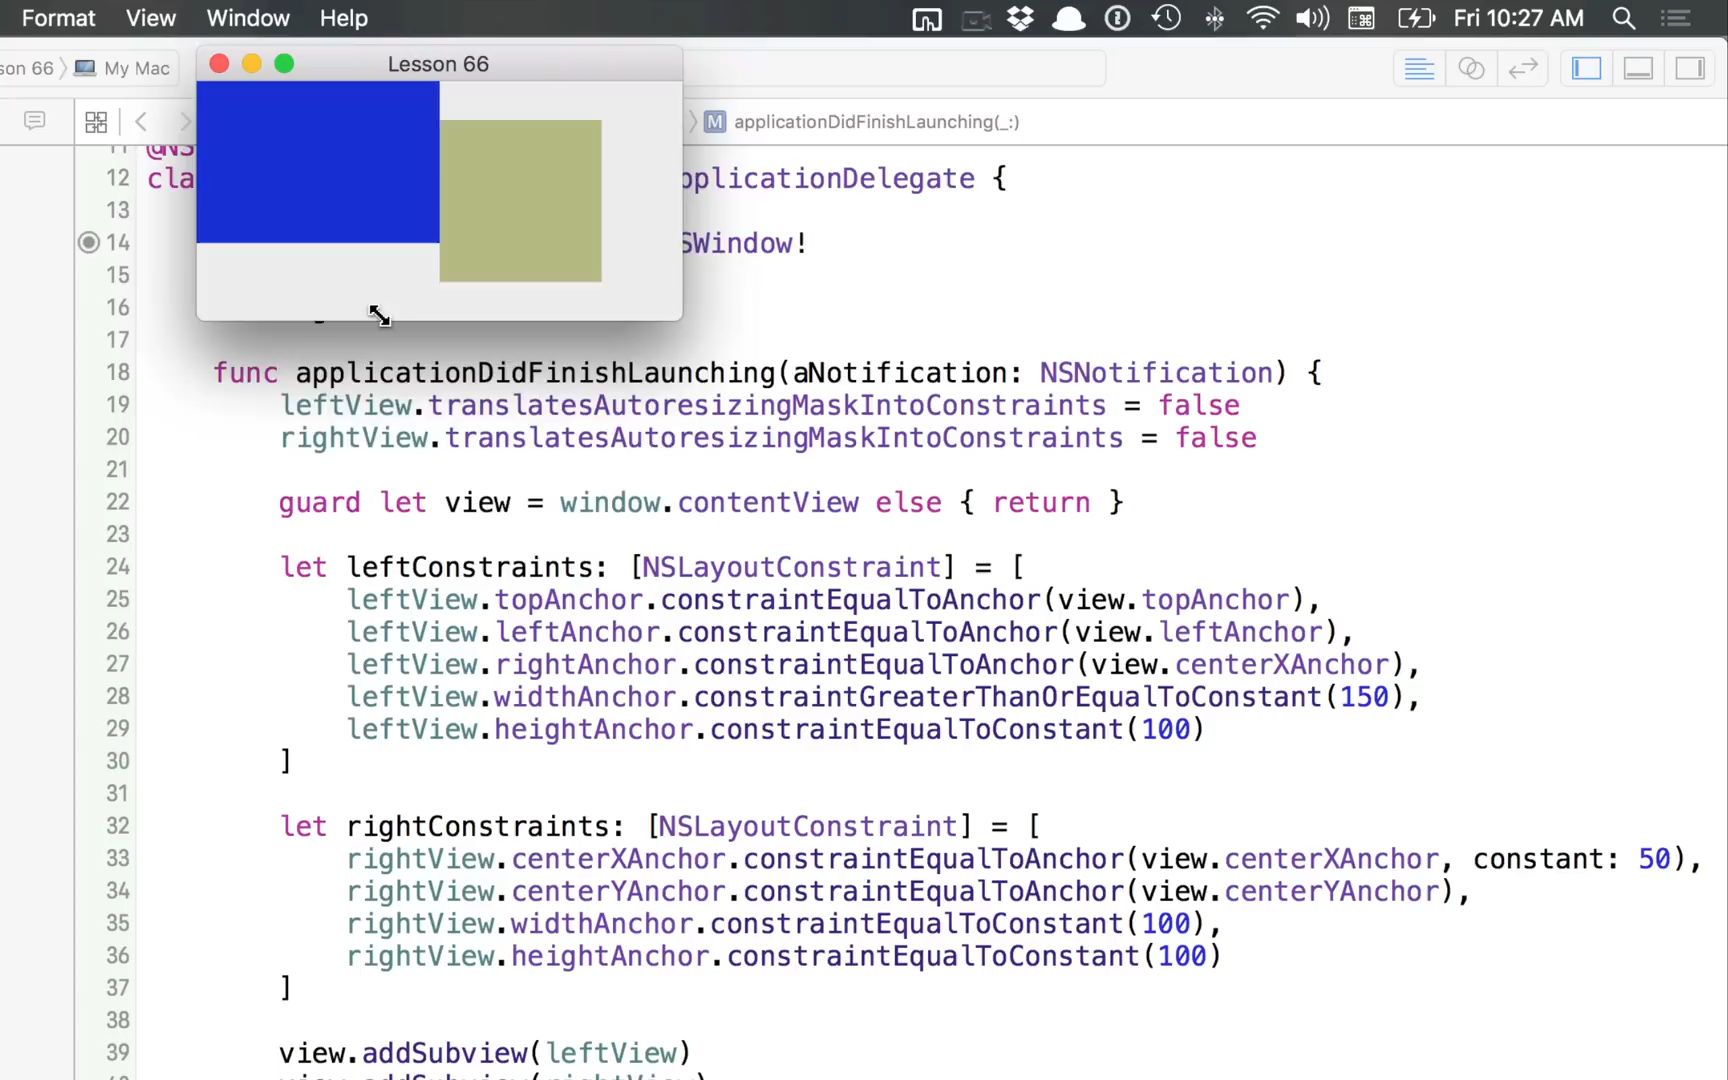 Format View Window Help Fri 10:27 AM
son 66 My Mac
Lesson 66
M applicationDidFinishLaunching(_:)
11 @NS
12 cla pplicationDelegate {
13
14 SWindow!
15
16
17
18 func applicationDidFinishLaunching(aNotification: NSNotification) {
19 leftView.translatesAutoresizingMaskIntoConstraints = false
20 rightView.translatesAutoresizingMaskIntoConstraints = false
21
22 guard let view = window.contentView else { return }
23
24 let leftConstraints: [NSLayoutConstraint] = [
25 leftView.topAnchor.constraintEqualToAnchor(view.topAnchor),
26 leftView.leftAnchor.constraintEqualToAnchor(view.leftAnchor),
27 leftView.rightAnchor.constraintEqualToAnchor(view.centerXAnchor),
28 leftView.widthAnchor.constraintGreaterThanOrEqualToConstant(150),
29 leftView.heightAnchor.constraintEqualToConstant(100)
30 ]
31
32 let rightConstraints: [NSLayoutConstraint] = [
33 rightView.centerXAnchor.constraintEqualToAnchor(view.centerXAnchor, constant: 50),
34 rightView.centerYAnchor.constraintEqualToAnchor(view.centerYAnchor),
35 rightView.widthAnchor.constraintEqualToConstant(100),
36 rightView.heightAnchor.constraintEqualToConstant(100)
37 ]
38
39 view.addSubview(leftView)